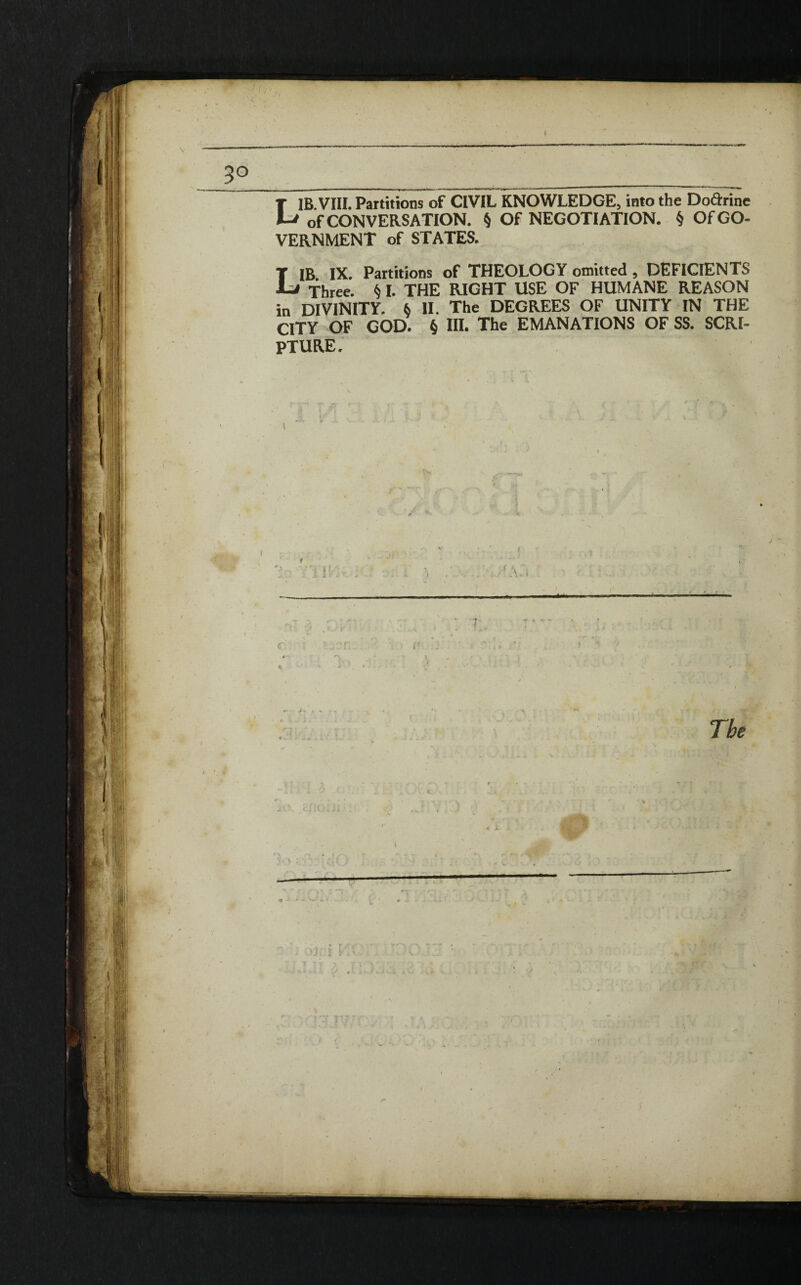 30
LIB. VIII. Partitions of CIVIL KNOWLEDGE, into the Doctrine
of CONVERSATION. § Of NEGOTIATION. § Of GO-
VERNMENT of STATES.
LIB. IX. Partitions of THEOLOGY omitted, DEFICIENTS
Three. § I. THE RIGHT USE OF HUMANE REASON
in DIVINITY. § II. The DEGREES OF UNITY IN THE
CITY OF GOD. § III. The EMANATIONS OF SS. SCRI-
PTURE.
The